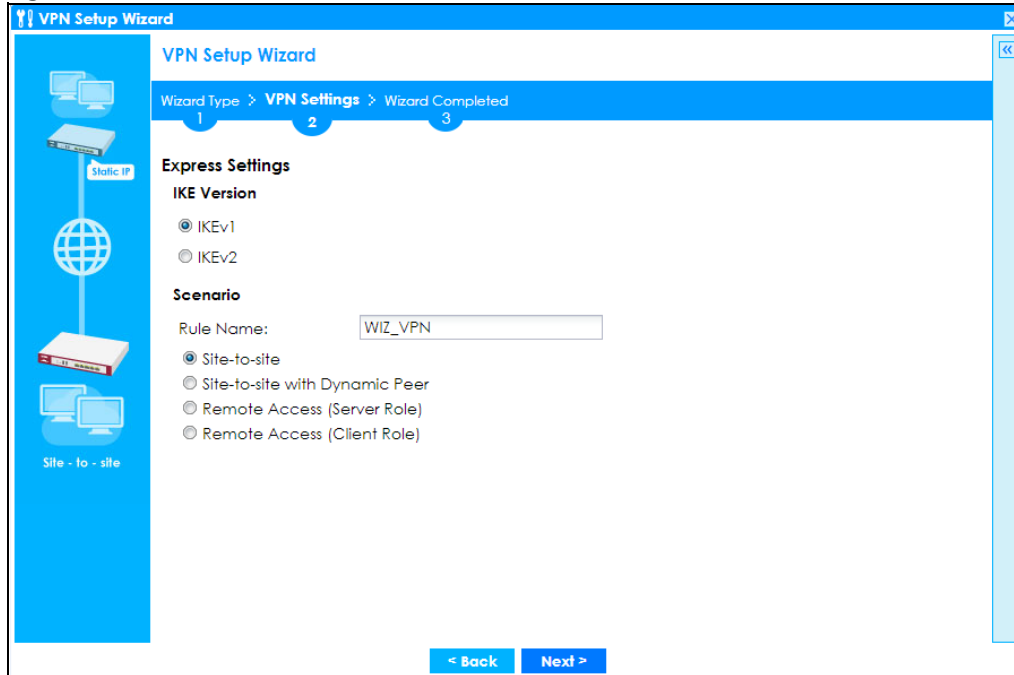 VPN Setup Wizard
VPN Setup Wizard
Wizard Type > VPN Settings > Wizard Completed
1 2 3
Static IP
Express Settings
IKE Version
IKEv1
IKEv2
Scenario
Rule Name: WIZ_VPN
Site-to-site
Site-to-site with Dynamic Peer
Remote Access (Server Role)
Remote Access (Client Role)
Site - to - site
< Back Next >